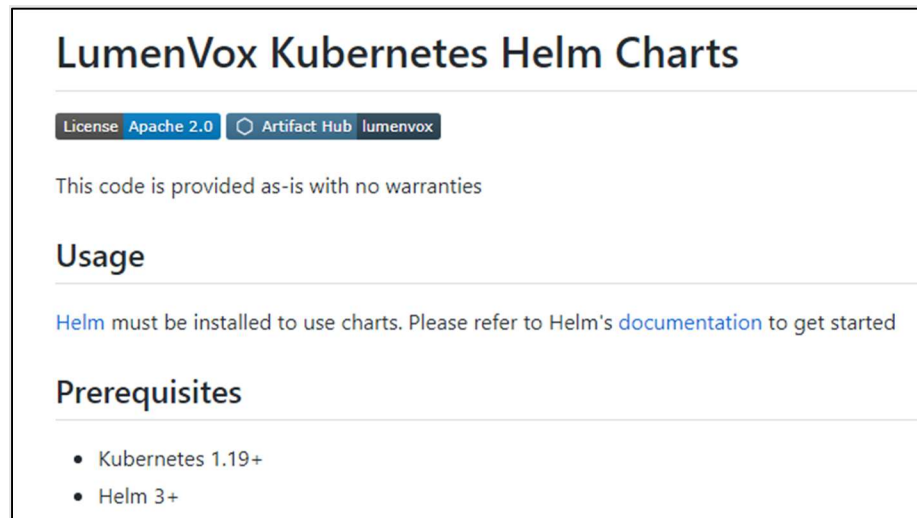 LumenVox Kubernetes Helm Charts
License Apache 2.0 Artifact Hub lumenvox
This code is provided as-is with no warranties
Usage
Helm must be installed to use charts. Please refer to Helm's documentation to get started
Prerequisites
• Kubernetes 1.19+
• Helm 3+